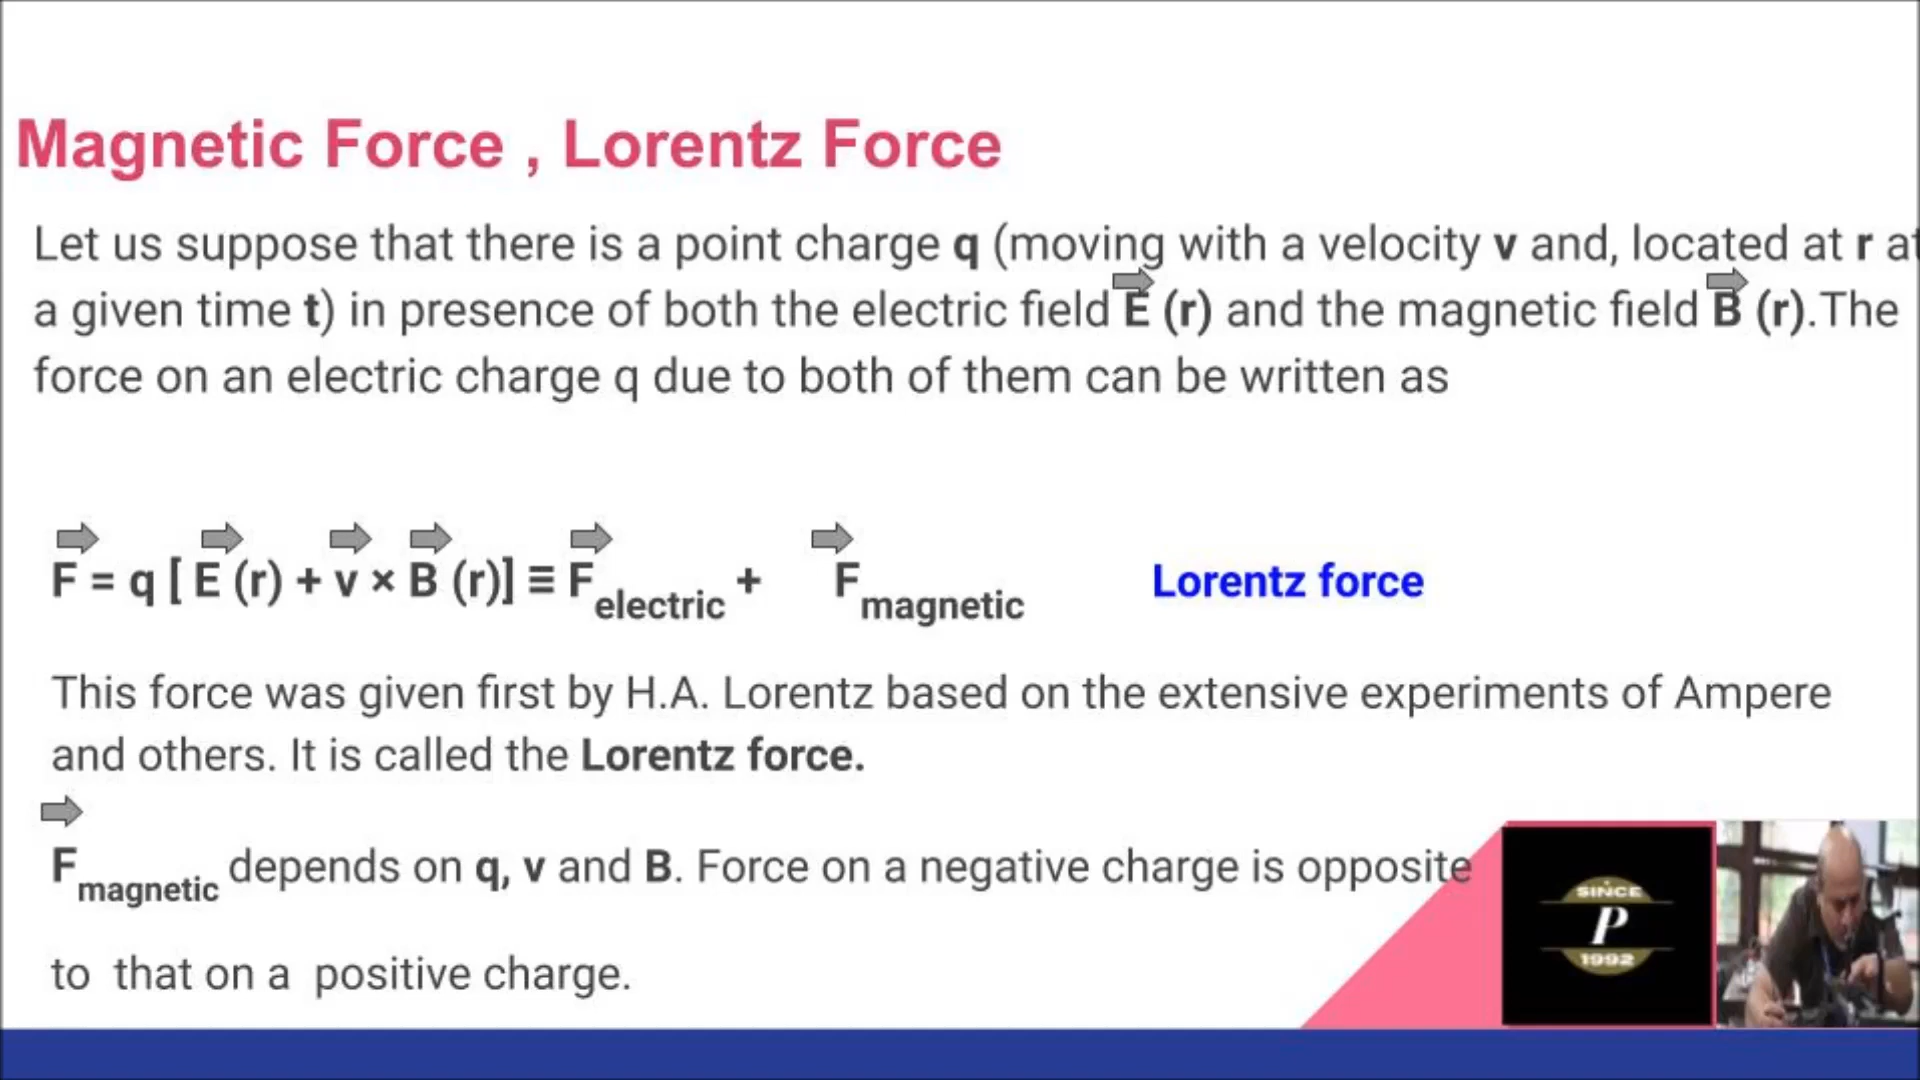 Magnetic Force , Lorentz Force
Let us suppose that there is a point charge q (moving with a velocity v and, located at r at
a given time t) in presence of both the electric field E (r) and the magnetic field B (r).The
force on an electric charge q due to both of them can be written as
F = q [ E (r) + v × B (r)] ≡ F electric + F magnetic Lorentz force
This force was given first by H.A. Lorentz based on the extensive experiments of Ampere
and others. It is called the Lorentz force.
F magnetic depends on q, v and B. Force on a negative charge is opposite
to that on a positive charge.
SINCE
P
1992